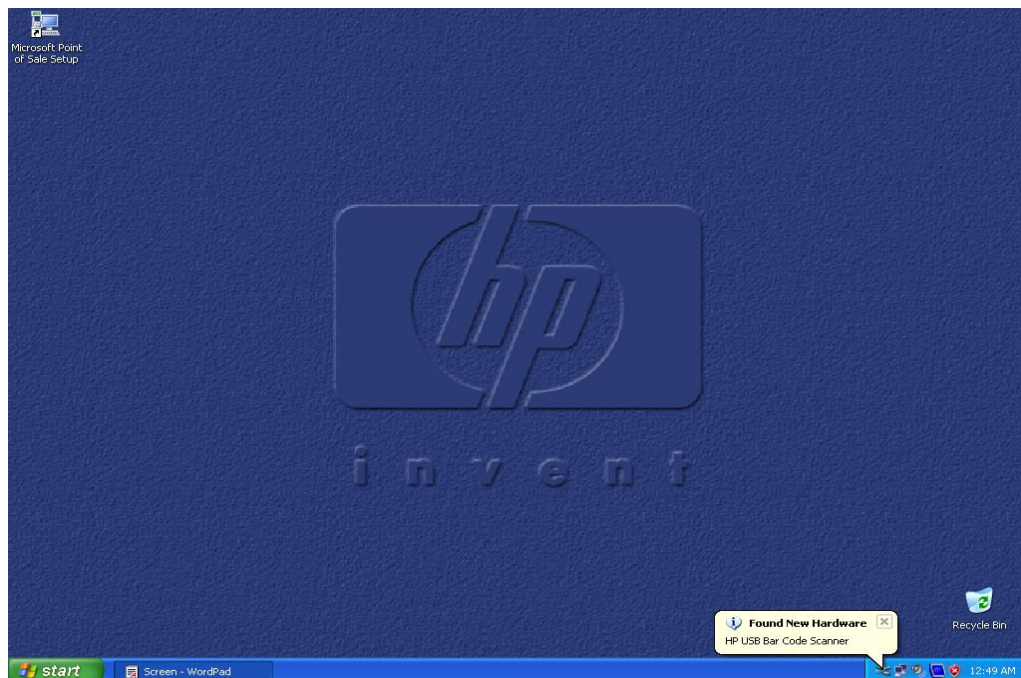 Microsoft Point
of Sale Setup
hp
invent
Recycle Bin
Found New Hardware
HP USB Bar Code Scanner
start
Screen - WordPad
12:49 AM